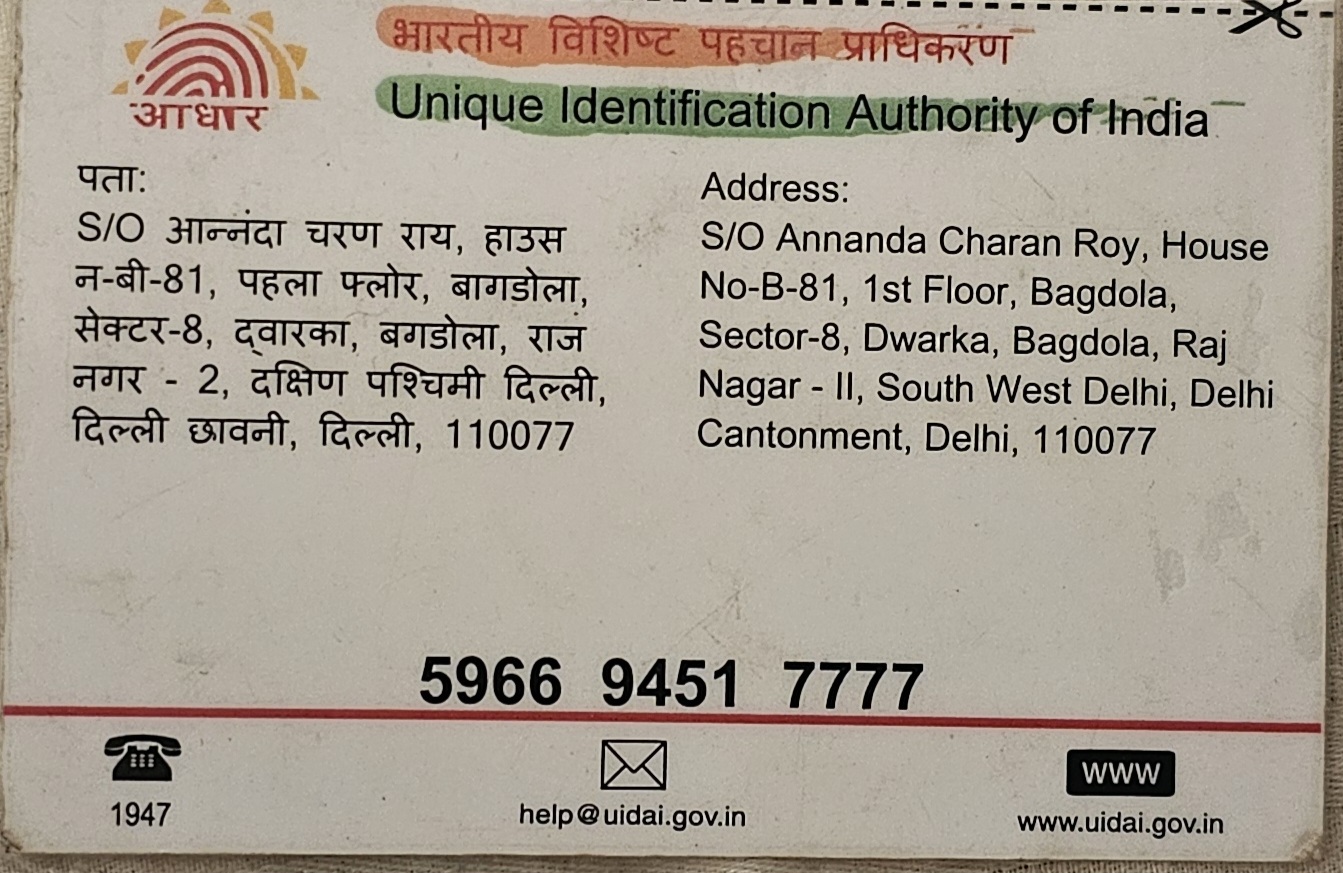 भारतीय विशिष्ट पहचान प्राधिकरण
आधार
Unique Identification Authority of India
पता:
S/O आन्नंदा चरण राय, हाउस
न-बी-81, पहला फ्लोर, बागडोला,
सेक्टर-8, द्वारका, बगडोला, राज
नगर - 2, दक्षिण पश्चिमी दिल्ली,
दिल्ली छावनी, दिल्ली, 110077
Address:
S/O Annanda Charan Roy, House
No-B-81, 1st Floor, Bagdola,
Sector-8, Dwarka, Bagdola, Raj
Nagar - II, South West Delhi, Delhi
Cantonment, Delhi, 110077
5966 9451 7777
1947
help@uidai.gov.in
www
www.uidai.gov.in